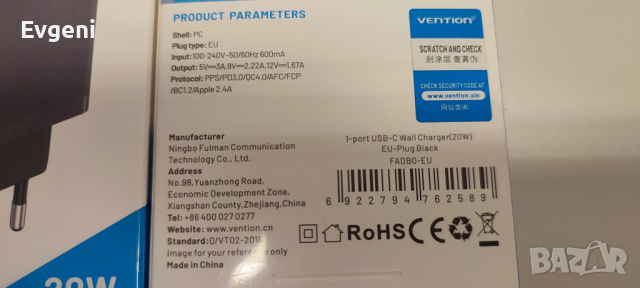 Evgeni
PRODUCT PARAMETERS
Shell: PC
Plug type: EU
Input:100-240V~50/60Hz 600mA
Output: 5V⎓3A,9V⎓2.22A,12V⎓1.67A
Protocol: PPS/PD3.0/QC4.0/AFC/FCP
/BC1.2/Apple 2.4A
VENTION
SCRATCH AND CHECK
刮涂层 查真伪
CHECK SECURITY CODE AT
www.vention.xin
网站查询
Manufacturer
Ningbo Fulman Communication
Technology Co., Ltd.
Address
No.98,Yuanzhong Road,
Economic Development Zone,
Xiangshan County,Zhejiang,China
Tel: +86 400 027 0277
Website: www.vention.cn
Standard:Q/VT02-2018
Image for your reference only
Made in China
1-port USB-C Wall Charger(20W)
EU-Plug Black
FADB0-EU
6 922794 762589
RoHS CE
20W
BAZAR